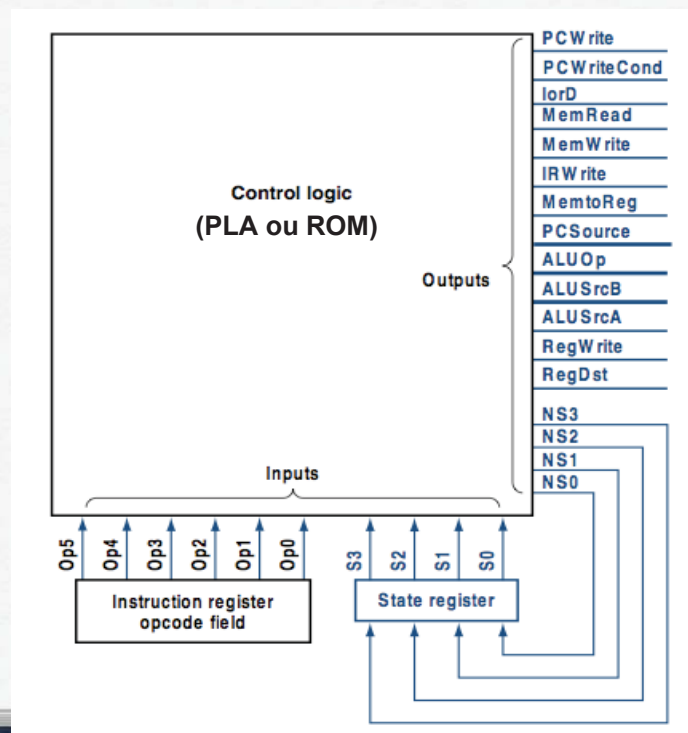 PCWrite
PCWriteCond
IorD
MemRead
MemWrite
IRWrite
MemtoReg
PCSource
ALUOp
ALUSrcB
ALUSrcA
RegWrite
RegDst
NS3
NS2
NS1
NS0
Control logic
(PLA ou ROM)
Outputs
Inputs
Op5
Op4
Op3
Op2
Op1
Op0
S3
S2
S1
S0
Instruction register
opcode field
State register